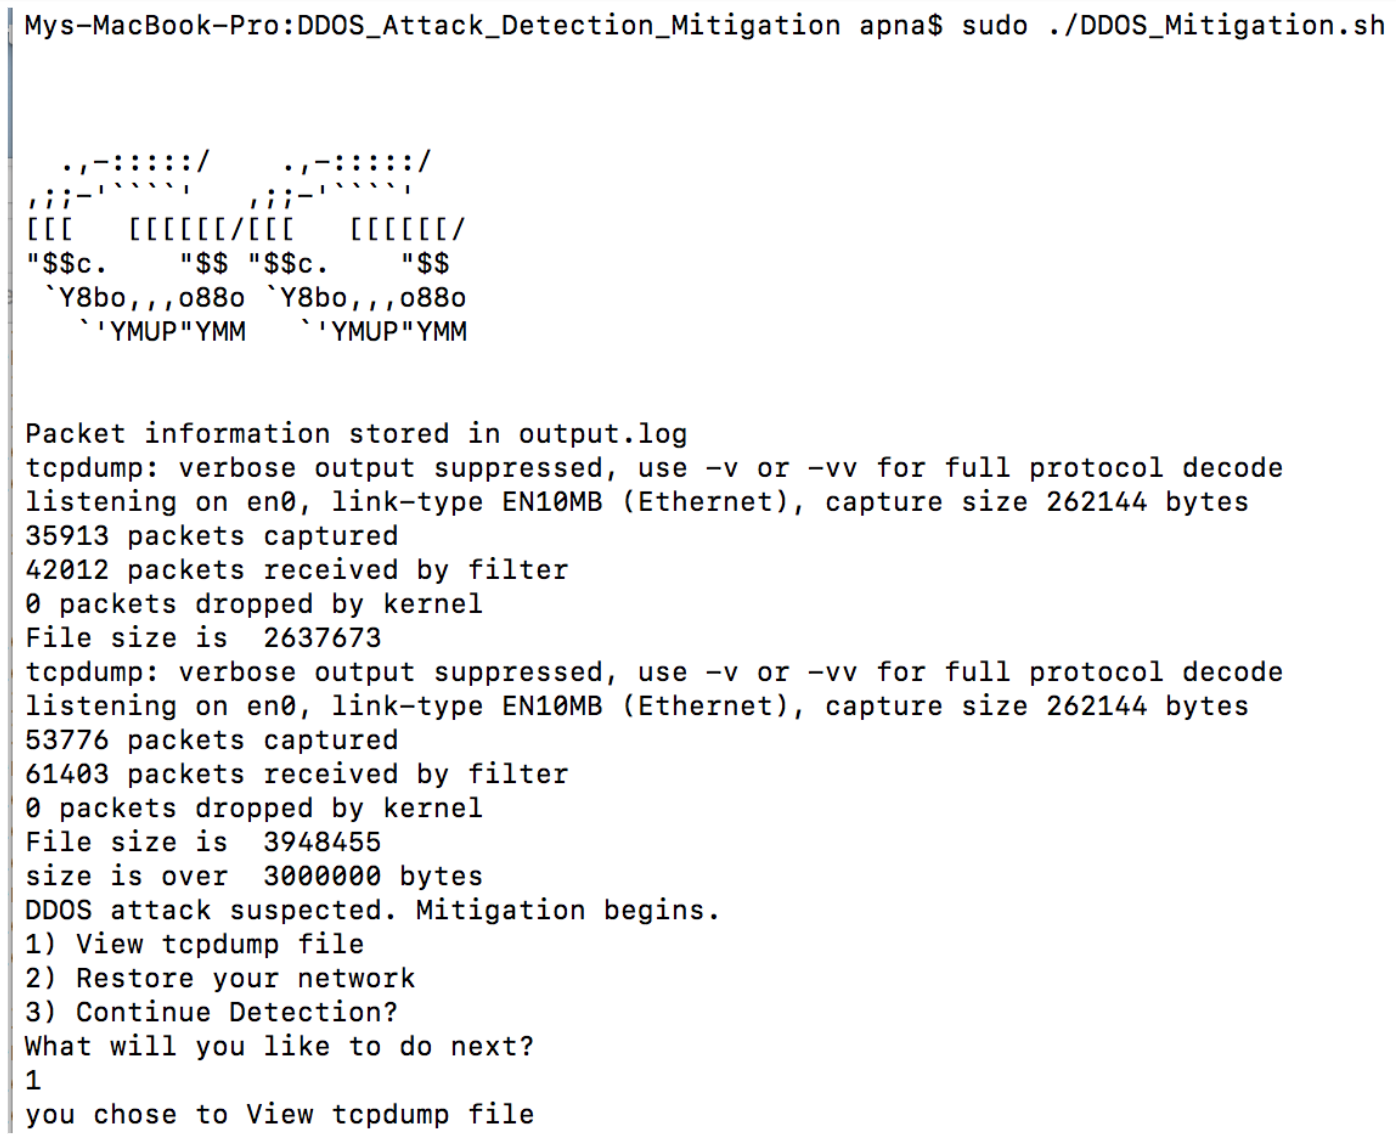 Mys-MacBook-Pro:DDOS_Attack_Detection_Mitigation apna$ sudo ./DDOS_Mitigation.sh
  .,-:::::/    .,-:::::/
,;;-'````'   ,;;-'````'
[[[   [[[[[[/[[[   [[[[[[/
"$$c.    "$$ "$$c.    "$$
 `Y8bo,,,o88o `Y8bo,,,o88o
   `'YMUP"YMM   `'YMUP"YMM
Packet information stored in output.log
tcpdump: verbose output suppressed, use -v or -vv for full protocol decode
listening on en0, link-type EN10MB (Ethernet), capture size 262144 bytes
35913 packets captured
42012 packets received by filter
0 packets dropped by kernel
File size is  2637673
tcpdump: verbose output suppressed, use -v or -vv for full protocol decode
listening on en0, link-type EN10MB (Ethernet), capture size 262144 bytes
53776 packets captured
61403 packets received by filter
0 packets dropped by kernel
File size is  3948455
size is over  3000000 bytes
DDOS attack suspected. Mitigation begins.
1) View tcpdump file
2) Restore your network
3) Continue Detection?
What will you like to do next?
1
you chose to View tcpdump file